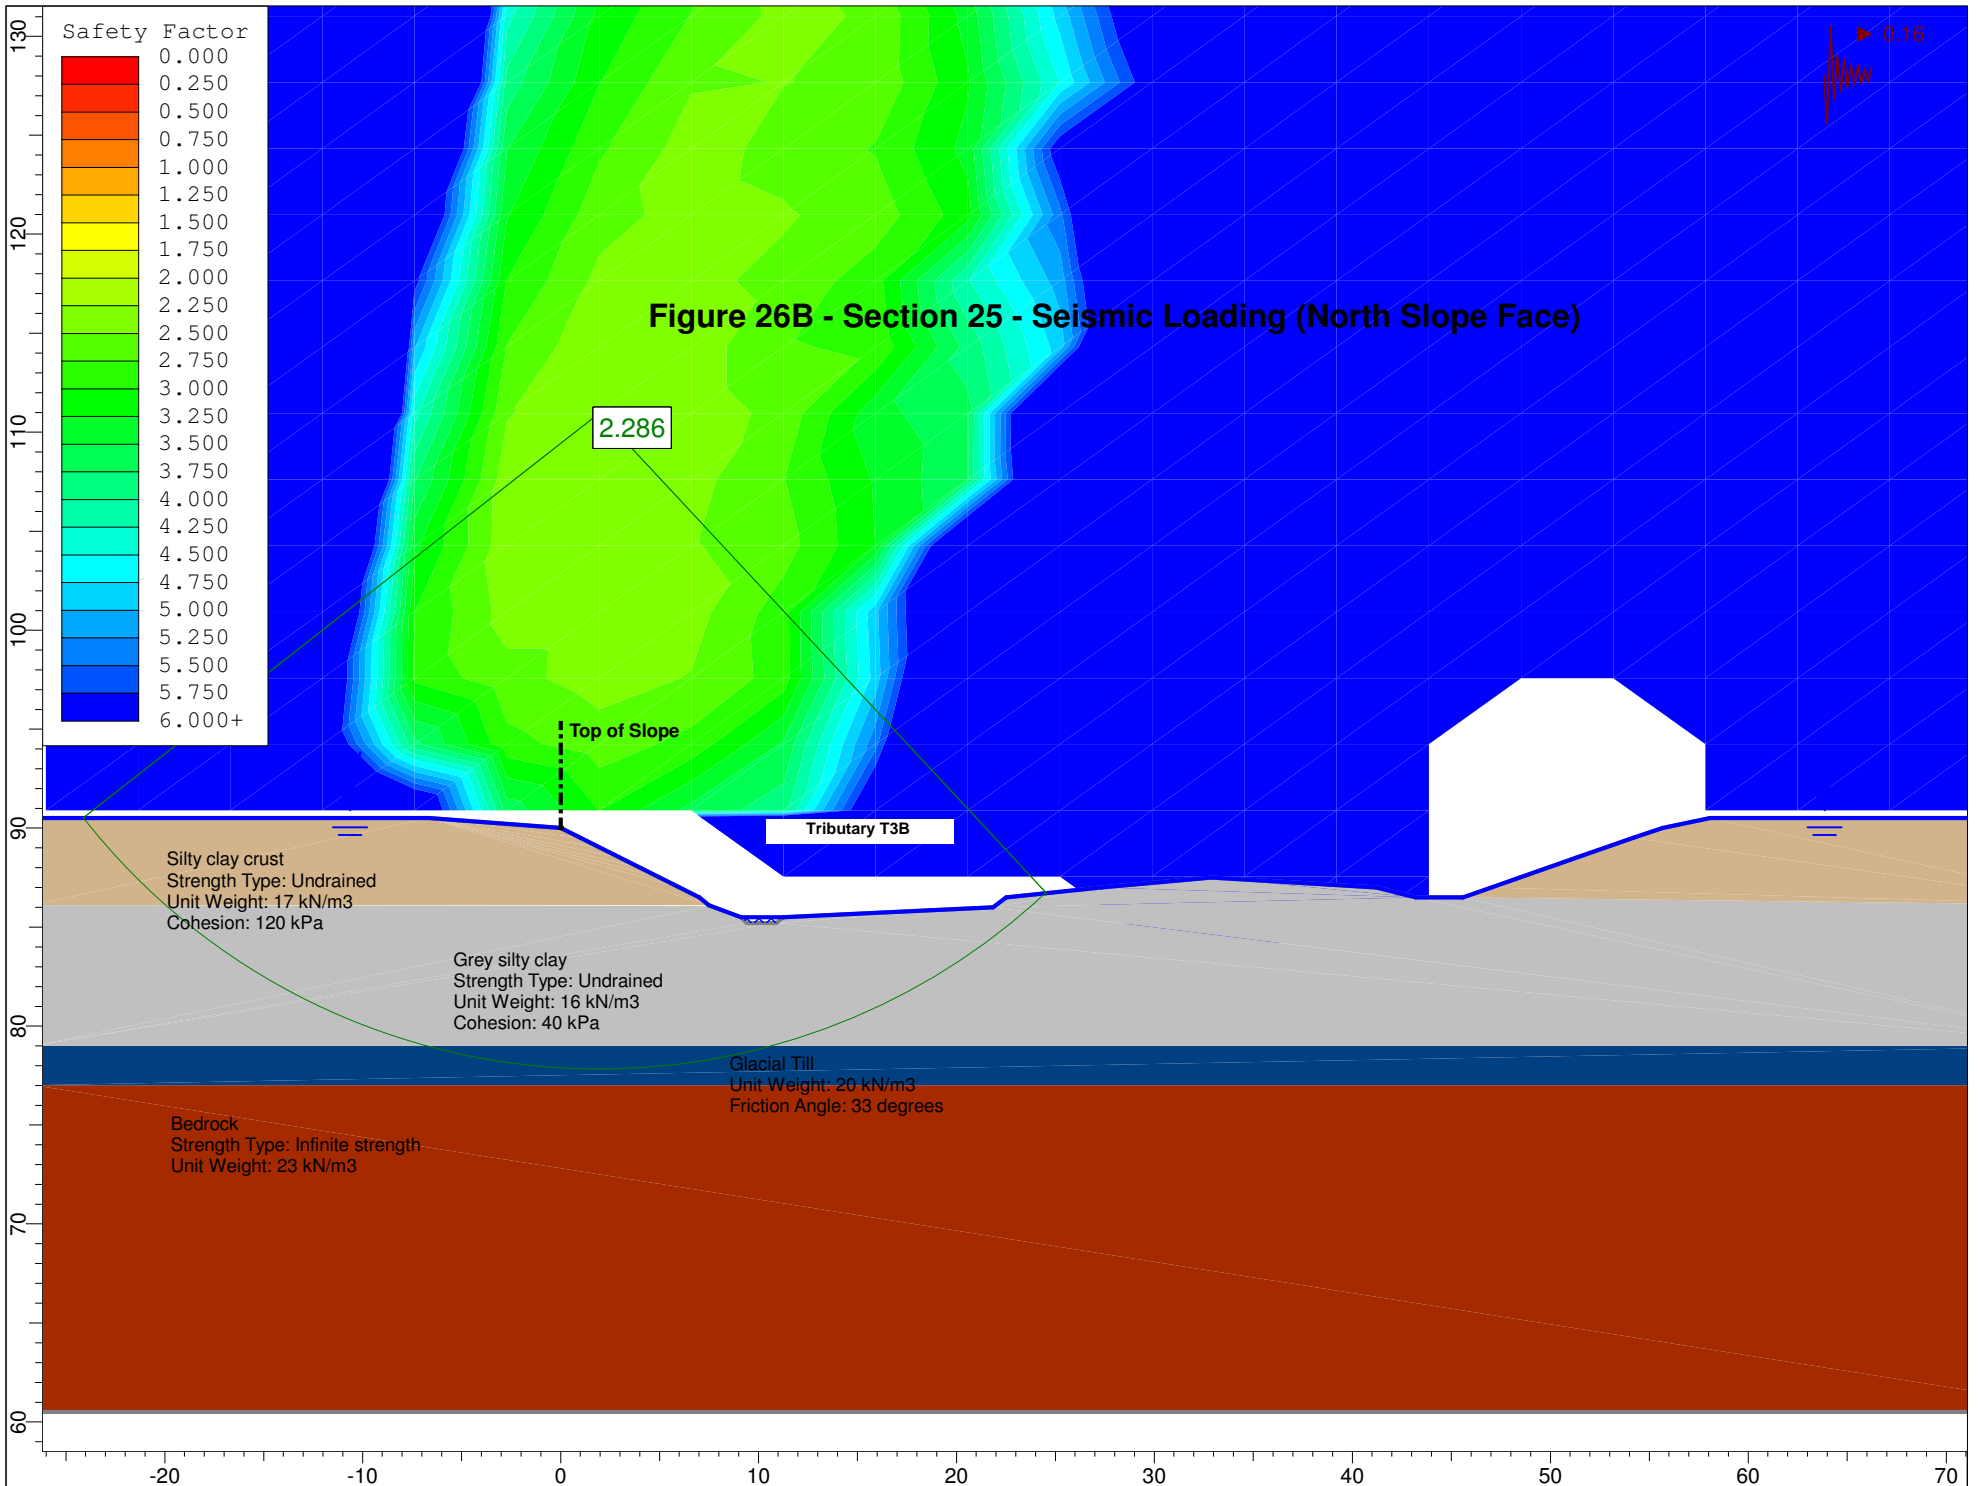 Safety Factor
0.000
0.250
0.500
0.750
1.000
1.250
1.500
1.750
2.000
2.250
2.500
2.750
3.000
3.250
3.500
3.750
4.000
4.250
4.500
4.750
5.000
5.250
5.500
5.750
6.000+
0.16
Figure 26B - Section 25 - Seismic Loading (North Slope Face)
2.286
Top of Slope
Tributary T3B
Silty clay crust
Strength Type: Undrained
Unit Weight: 17 kN/m3
Cohesion: 120 kPa
Grey silty clay
Strength Type: Undrained
Unit Weight: 16 kN/m3
Cohesion: 40 kPa
Glacial Till
Unit Weight: 20 kN/m3
Friction Angle: 33 degrees
Bedrock
Strength Type: Infinite strength
Unit Weight: 23 kN/m3
130
120
110
100
90
80
70
60
-20 -10 0 10 20 30 40 50 60 70